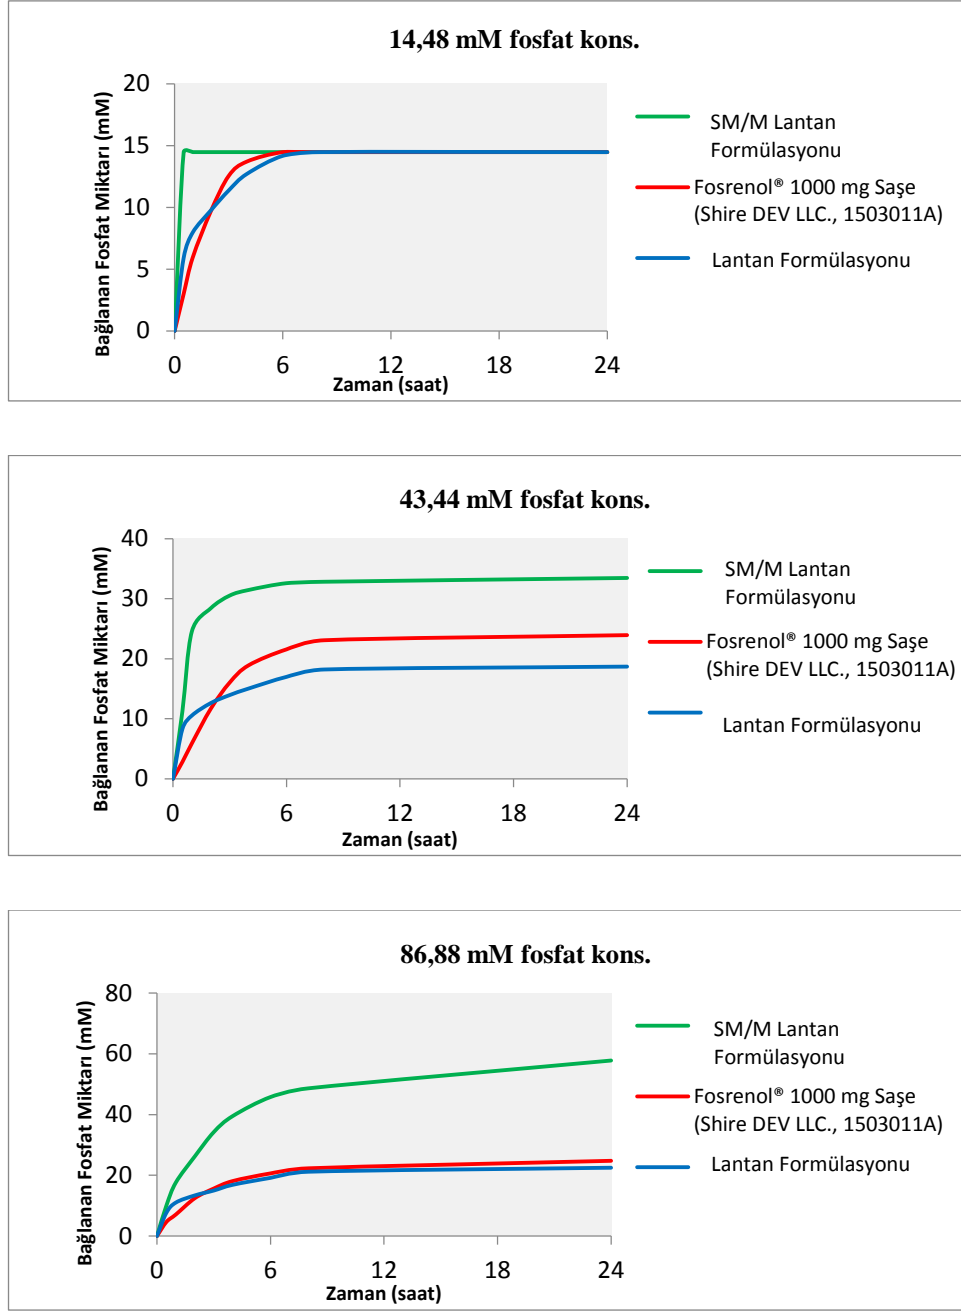 14,48 mM fosfat kons.
Bağlanan Fosfat Miktarı (mM)
20
15
10
5
0
0 6 12 18 24
Zaman (saat)
SM/M Lantan
Formülasyonu
Fosrenol® 1000 mg Saşe
(Shire DEV LLC., 1503011A)
Lantan Formülasyonu
43,44 mM fosfat kons.
Bağlanan Fosfat Miktarı (mM)
40
30
20
10
0
0 6 12 18 24
Zaman (saat)
SM/M Lantan
Formülasyonu
Fosrenol® 1000 mg Saşe
(Shire DEV LLC., 1503011A)
Lantan Formülasyonu
86,88 mM fosfat kons.
Bağlanan Fosfat Miktarı (mM)
80
60
40
20
0
0 6 12 18 24
Zaman (saat)
SM/M Lantan
Formülasyonu
Fosrenol® 1000 mg Saşe
(Shire DEV LLC., 1503011A)
Lantan Formülasyonu